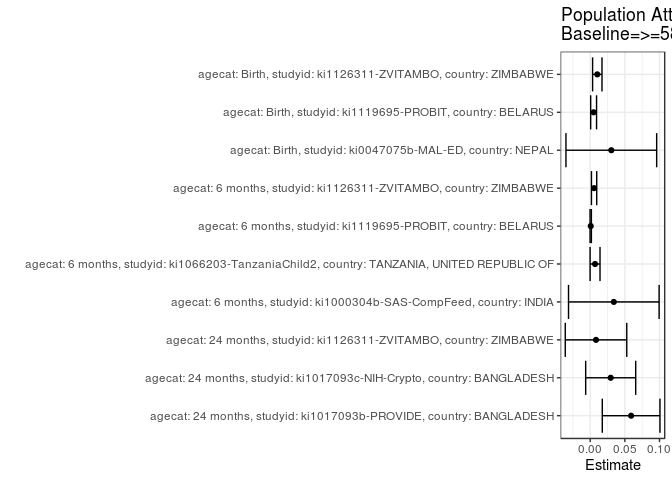 Population Att
Baseline=>=58
agecat: Birth, studyid: ki1126311-ZVITAMBO, country: ZIMBABWE
agecat: Birth, studyid: ki1119695-PROBIT, country: BELARUS
agecat: Birth, studyid: ki0047075b-MAL-ED, country: NEPAL
agecat: 6 months, studyid: ki1126311-ZVITAMBO, country: ZIMBABWE
agecat: 6 months, studyid: ki1119695-PROBIT, country: BELARUS
agecat: 6 months, studyid: ki1066203-TanzaniaChild2, country: TANZANIA, UNITED REPUBLIC OF
agecat: 6 months, studyid: ki1000304b-SAS-CompFeed, country: INDIA
agecat: 24 months, studyid: ki1126311-ZVITAMBO, country: ZIMBABWE
agecat: 24 months, studyid: ki1017093c-NIH-Crypto, country: BANGLADESH
agecat: 24 months, studyid: ki1017093b-PROVIDE, country: BANGLADESH
0.00 0.05 0.10
Estimate